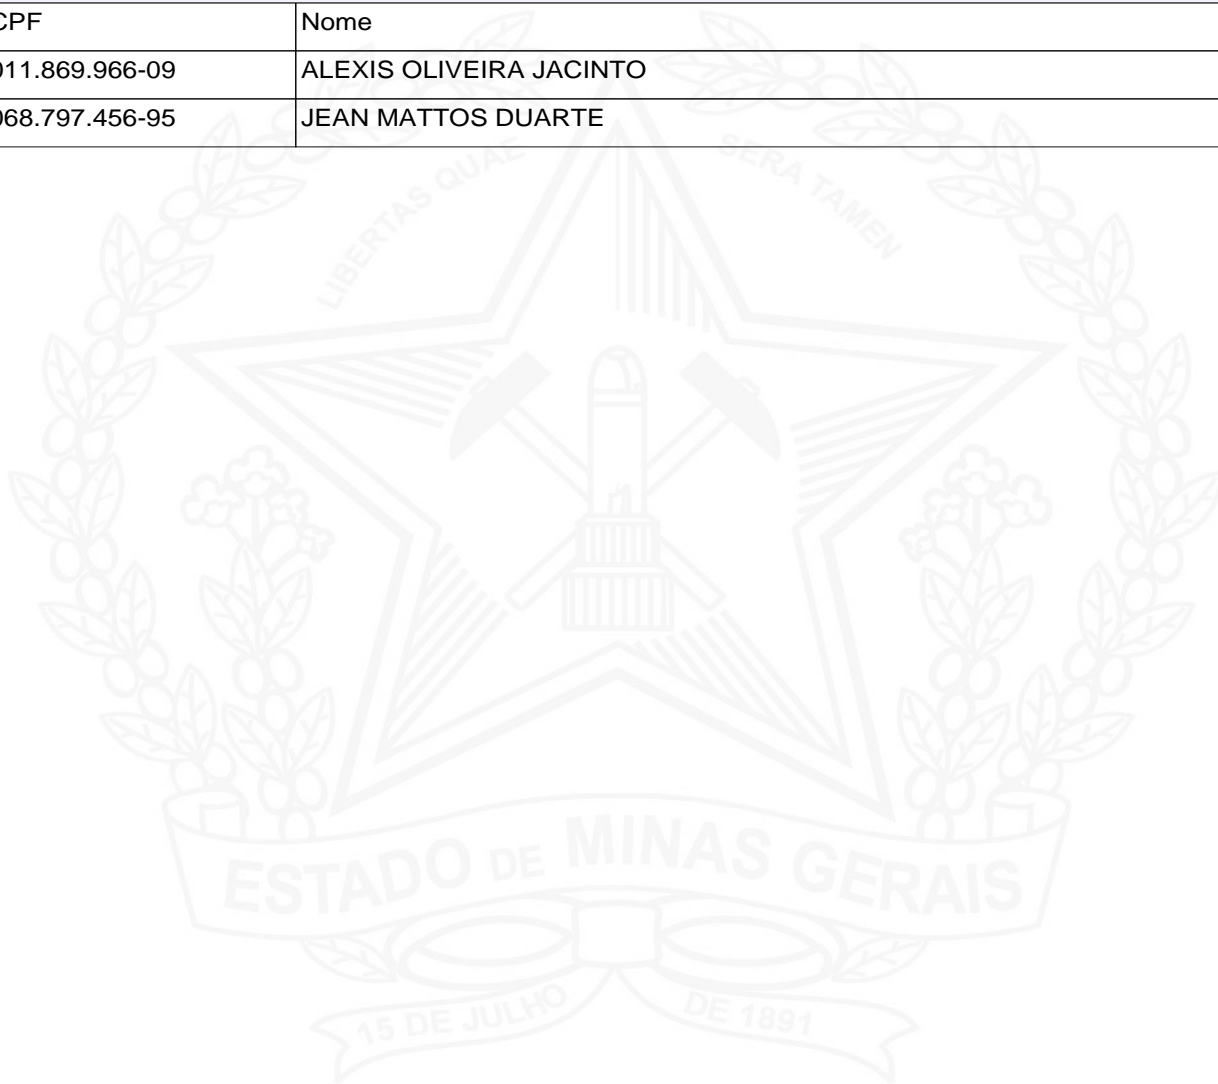 CPF Nome
011.869.966-09 ALEXIS OLIVEIRA JACINTO
068.797.456-95 JEAN MATTOS DUARTE
LIBERTAS QUAE SERA TAMEN
ESTADO DE MINAS GERAIS
15 DE JULHO DE 1891